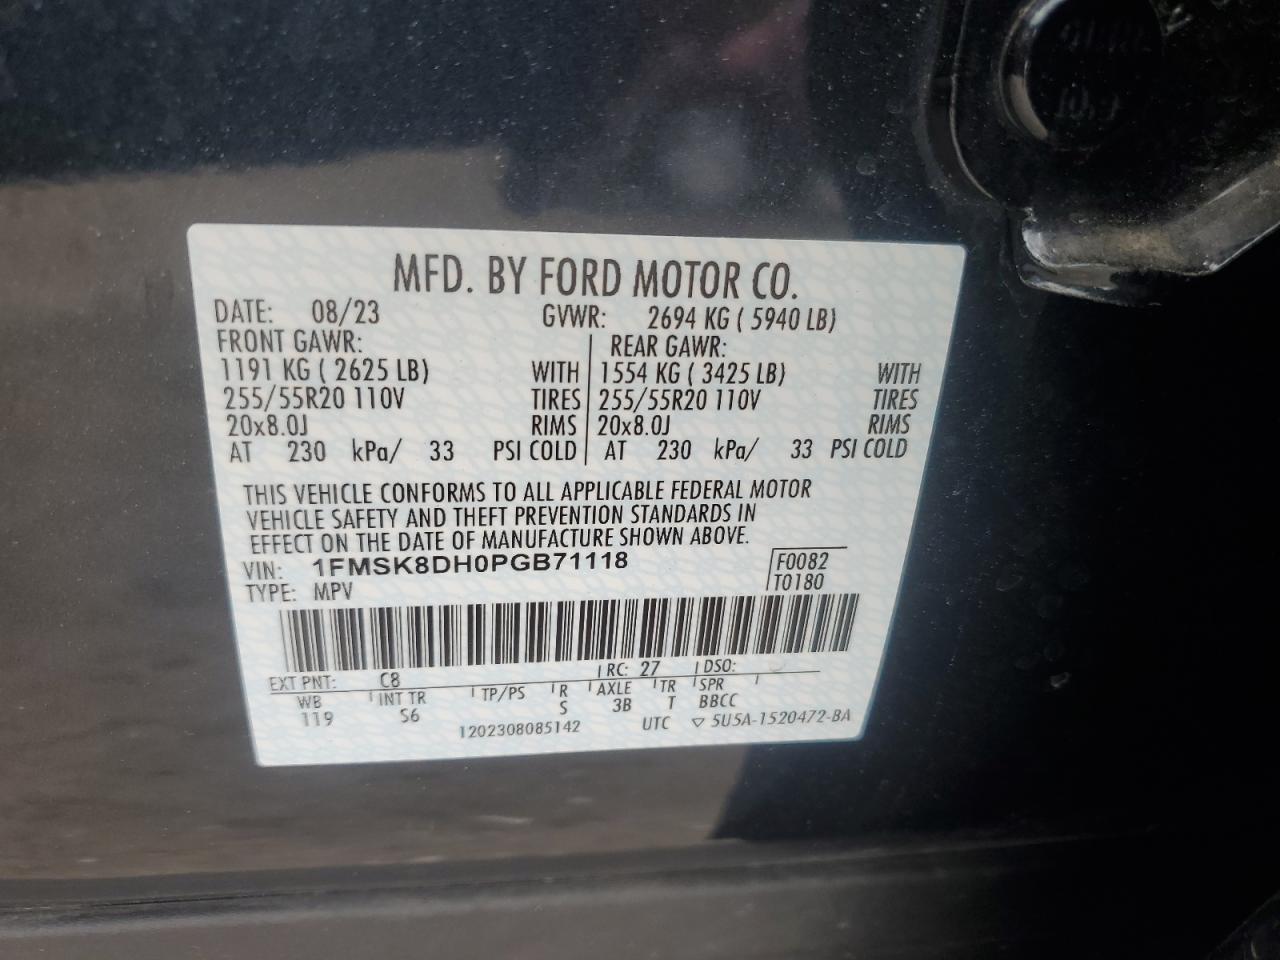 MFD. BY FORD MOTOR CO.
DATE: 08/23 GVWR: 2694 KG ( 5940 LB)
FRONT GAWR: REAR GAWR:
1191 KG ( 2625 LB) WITH 1554 KG ( 3425 LB) WITH
255/55R20 110V TIRES 255/55R20 110V TIRES
20x8.0J RIMS 20x8.0J RIMS
AT 230 kPa/ 33 PSI COLD AT 230 kPa/ 33 PSI COLD
THIS VEHICLE CONFORMS TO ALL APPLICABLE FEDERAL MOTOR
VEHICLE SAFETY AND THEFT PREVENTION STANDARDS IN
EFFECT ON THE DATE OF MANUFACTURE SHOWN ABOVE.
VIN: 1FMSK8DH0PGB71118 F0082
TYPE: MPV T0180
EXT PNT: C8 RC: 27 DSO:
WB INT TR TP/PS R AXLE TR SPR
119 S6 S 3B T BBCC
1202308085142 UTC ▽ 5U5A-1520472-BA